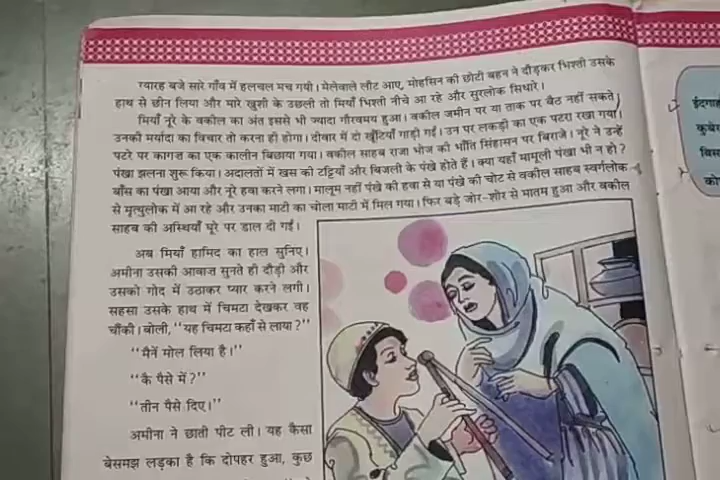 ग्यारह बजे सारे गाँव में हलचल मच गयी। मेलेवाले लौट आए, मोहसिन की छोटी बहन ने दौड़कर भिश्ती उसके
हाथ से छीन लिया और मारे खुशी के उछली तो मियाँ भिश्ती नीचे आ रहे और सुरलोक सिधारे।
मियाँ नूरे के वकील का अंत इससे भी ज्यादा गौरवमय हुआ। वकील जमीन पर या ताक पर बैठ नहीं सकते।
उनकी मर्यादा का विचार तो करना ही होगा। दीवार में दो खूँटियाँ गाड़ी गईं। उन पर लकड़ी का एक पटरा रखा गया।
पटरे पर कागज का एक कालीन बिछाया गया। वकील साहब राजा भोज की भाँति सिंहासन पर बिराजे। नूरे ने उन्हें
पंखा झलना शुरू किया। अदालतों में खस की टट्टियाँ और बिजली के पंखे होते हैं। क्या यहाँ मामूली पंखा भी न हो?
बाँस का पंखा आया और नूरे हवा करने लगा। मालूम नहीं पंखे की हवा से या पंखे की चोट से वकील साहब स्वर्गलोक
से मृत्युलोक में आ रहे और उनका माटी का चोला माटी में मिल गया। फिर बड़े जोर-शोर से मातम हुआ और वकील
साहब की अस्थियाँ घूरे पर डाल दी गईं।
अब मियाँ हामिद का हाल सुनिए।
अमीना उसकी आवाज सुनते ही दौड़ी और
उसको गोद में उठाकर प्यार करने लगी।
सहसा उसके हाथ में चिमटा देखकर वह
चौंकी। बोली, "यह चिमटा कहाँ से लाया?"
"मैनें मोल लिया है।"
"कै पैसे में?"
"तीन पैसे दिए।"
अमीना ने छाती पीट ली। यह कैसा
बेसमझ लड़का है कि दोपहर हुआ, कुछ
ईदगाह